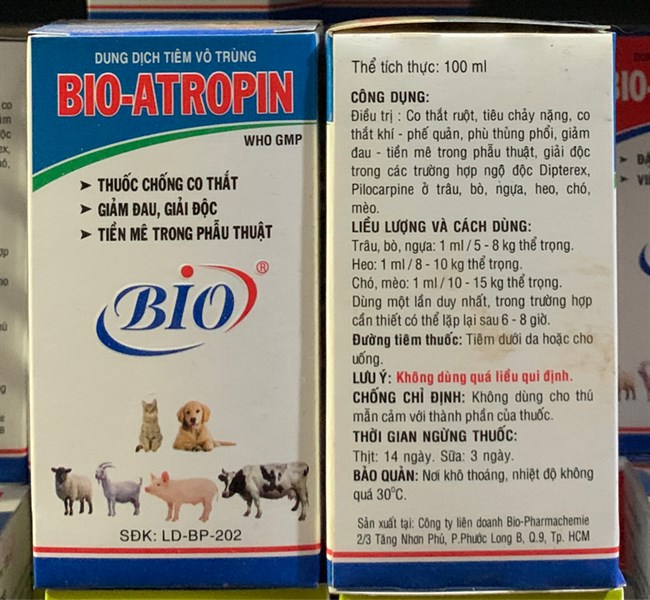 DUNG DỊCH TIÊM VÔ TRÙNG
BIO-ATROPIN
WHO GMP
➤ THUỐC CHỐNG CO THẮT
➤ GIẢM ĐAU, GIẢI ĐỘC
➤ TIỀN MÊ TRONG PHẪU THUẬT
BIO®
SĐK: LD-BP-202
Thể tích thực: 100 ml
CÔNG DỤNG:
Điều trị : Co thắt ruột, tiêu chảy nặng, co
thắt khí - phế quản, phù thủng phổi, giảm
đau - tiền mê trong phẫu thuật, giải độc
trong các trường hợp ngộ độc Dipterex,
Pilocarpine ở trâu, bò, ngựa, heo, chó,
mèo.
LIỀU LƯỢNG VÀ CÁCH DÙNG:
Trâu, bò, ngựa: 1 ml / 5 - 8 kg thể trọng.
Heo: 1 ml / 8 - 10 kg thể trọng.
Chó, mèo: 1 ml / 10 - 15 kg thể trọng.
Dùng một lần duy nhất, trong trường hợp
cần thiết có thể lặp lại sau 6 - 8 giờ.
Đường tiêm thuốc: Tiêm dưới da hoặc cho
uống.
LƯU Ý: Không dùng quá liều qui định.
CHỐNG CHỈ ĐỊNH: Không dùng cho thú
mẫn cảm với thành phần của thuốc.
THỜI GIAN NGỪNG THUỐC:
Thịt: 14 ngày. Sữa: 3 ngày.
BẢO QUẢN: Nơi khô thoáng, nhiệt độ không
quá 30°C.
Sản xuất tại: Công ty liên doanh Bio-Pharmachemie
2/3 Tăng Nhơn Phú, P.Phước Long B, Q.9, Tp. HCM